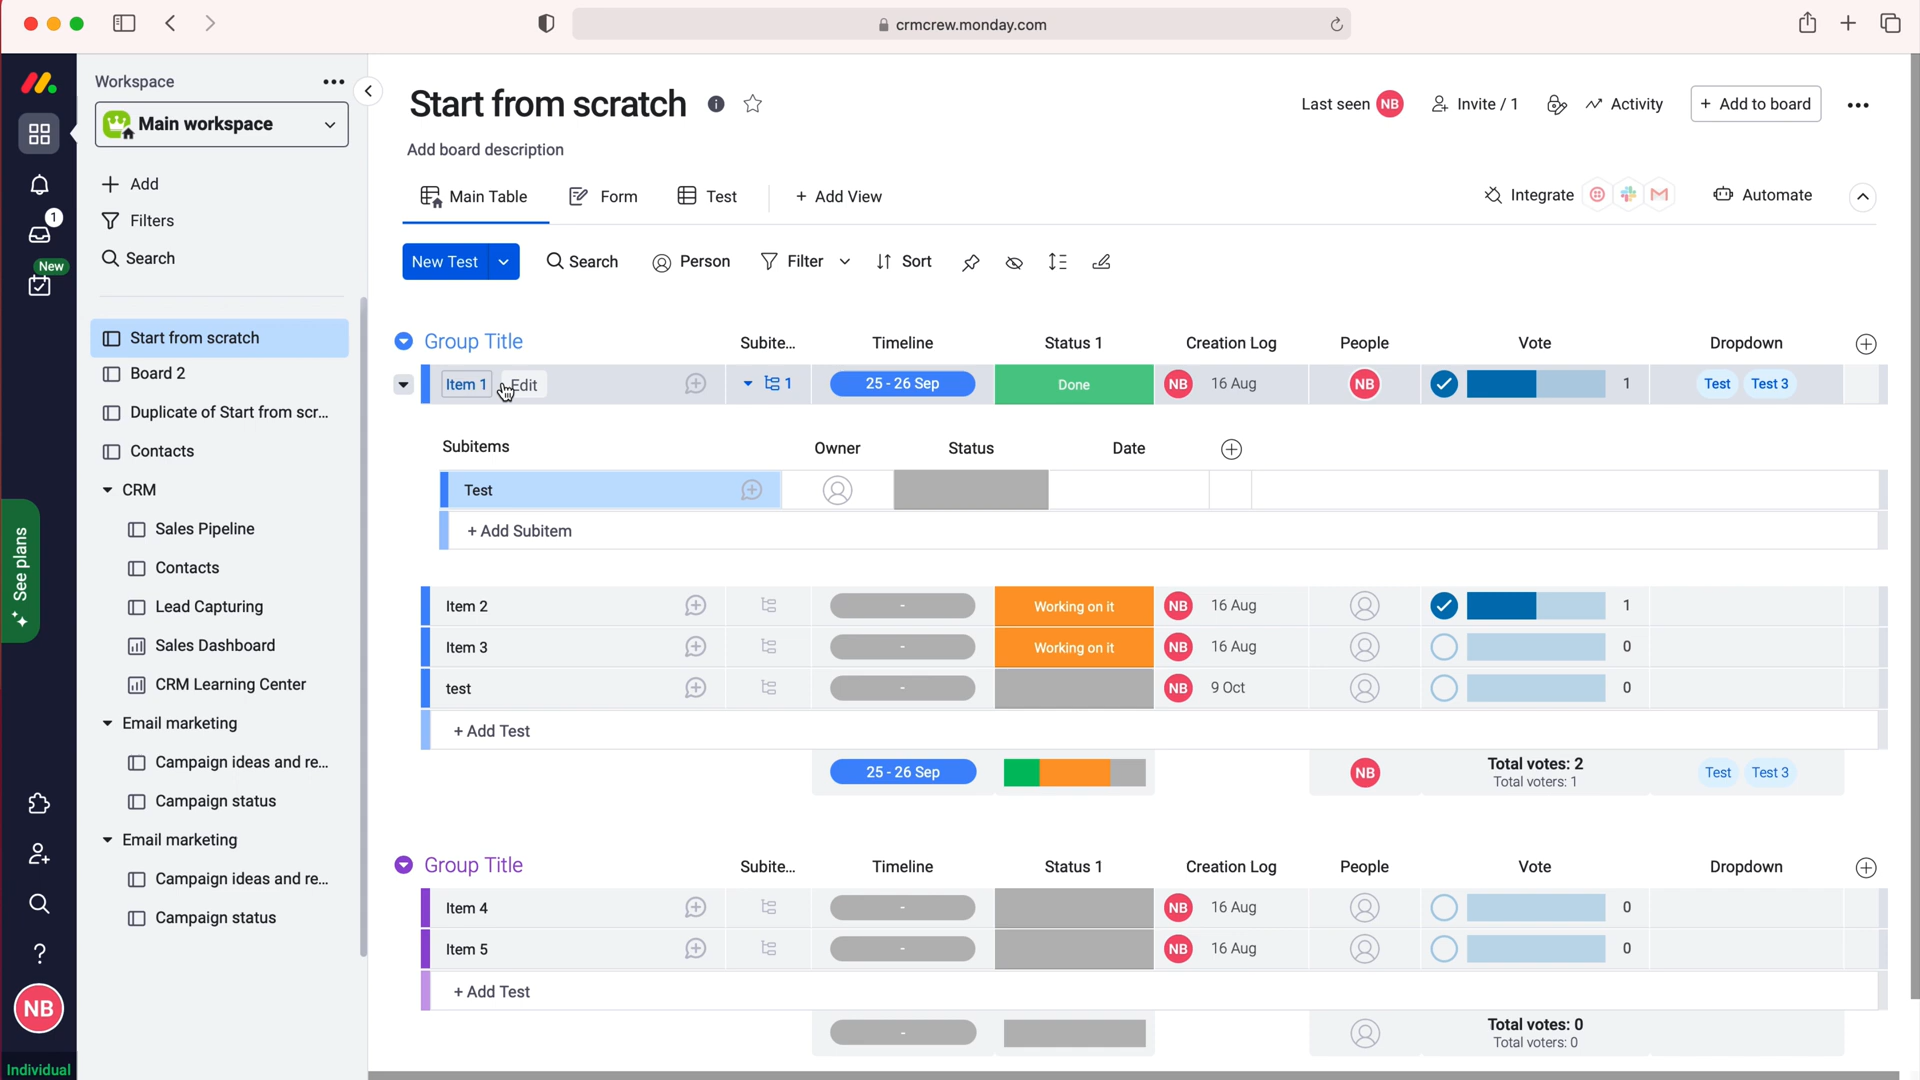 crmcrew.monday.com
Workspace
Main workspace
Add
Filters
Search
1
New
See plans
NB
Individual
Start from scratch
Board 2
Duplicate of Start from scr...
Contacts
CRM
Sales Pipeline
Contacts
Lead Capturing
Sales Dashboard
CRM Learning Center
Email marketing
Campaign ideas and re...
Campaign status
Email marketing
Campaign ideas and re...
Campaign status
Start from scratch
Last seen NB Invite / 1 Activity + Add to board
Add board description
Main Table Form Test + Add View Integrate Automate
New Test Search Person Filter Sort
Group Title Subite... Timeline Status 1 Creation Log People Vote Dropdown
Item 1 Edit 1 25 - 26 Sep Done NB 16 Aug NB 1 Test Test 3
Subitems Owner Status Date
Test
+ Add Subitem
Item 2 - Working on it NB 16 Aug 1
Item 3 - Working on it NB 16 Aug 0
test - NB 9 Oct 0
+ Add Test
25 - 26 Sep NB Total votes: 2 Test Test 3
Total voters: 1
Group Title Subite... Timeline Status 1 Creation Log People Vote Dropdown
Item 4 - NB 16 Aug 0
Item 5 - NB 16 Aug 0
+ Add Test
- Total votes: 0
Total voters: 0